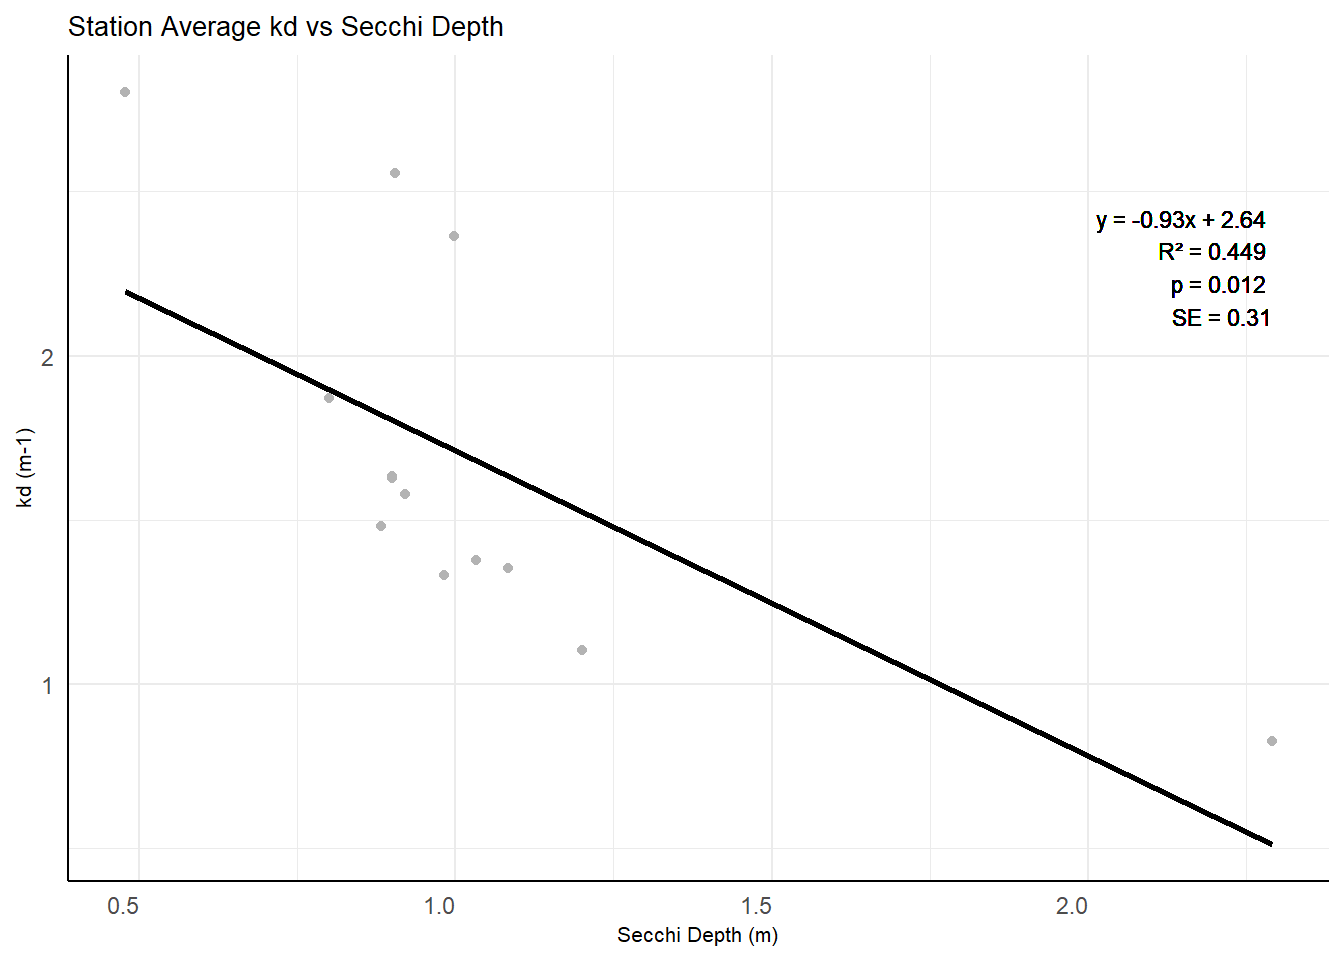 Station Average kd vs Secchi Depth
y = -0.93x + 2.64
R² = 0.449
p = 0.012
SE = 0.31
2
1
kd (m-1)
0.5 1.0 1.5 2.0
Secchi Depth (m)